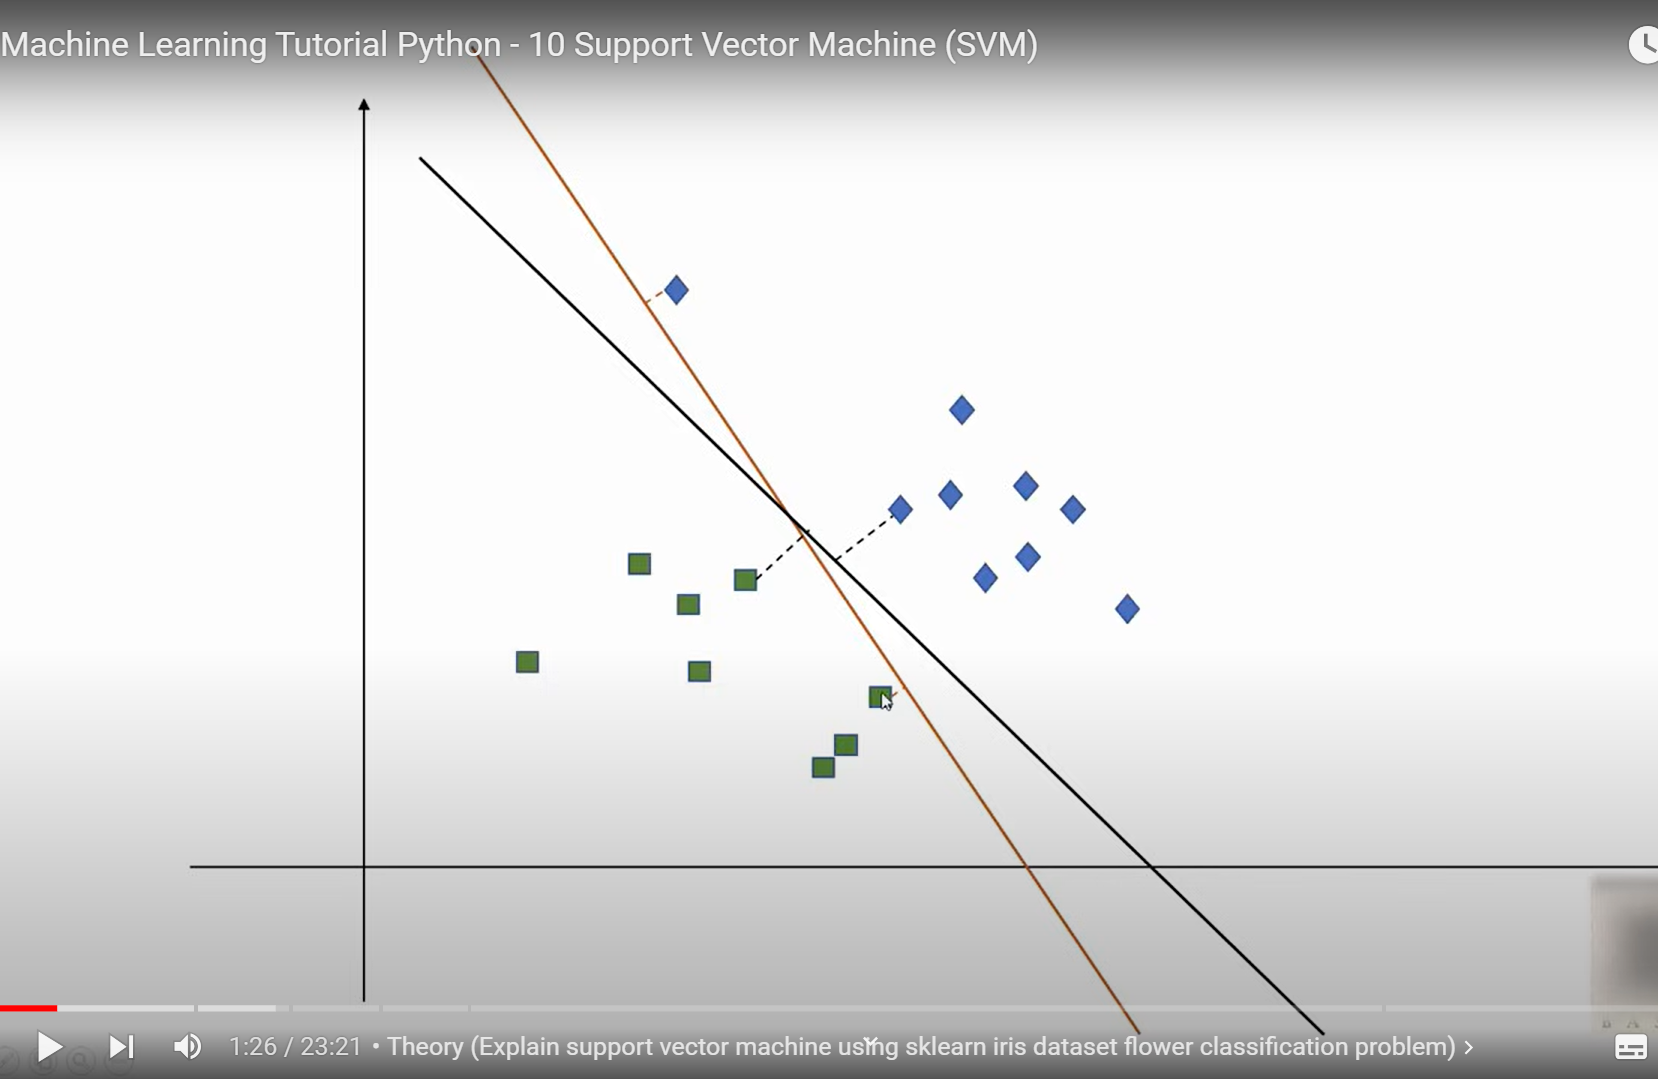 Machine Learning Tutorial Python - 10 Support Vector Machine (SVM)
1:26 / 23:21 • Theory (Explain support vector machine using sklearn iris dataset flower classification problem)